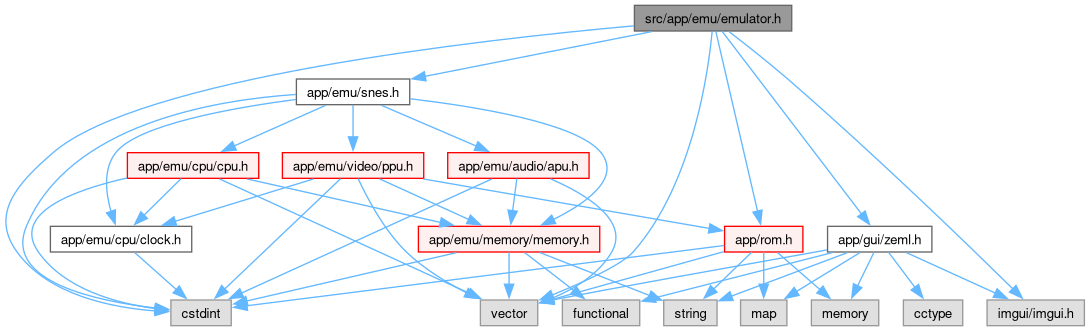 src/app/emu/emulator.h
app/emu/snes.h
app/emu/cpu/cpu.h
app/emu/video/ppu.h
app/emu/audio/apu.h
app/emu/cpu/clock.h
app/emu/memory/memory.h
app/rom.h
app/gui/zeml.h
cstdint
vector
functional
string
map
memory
cctype
imgui/imgui.h